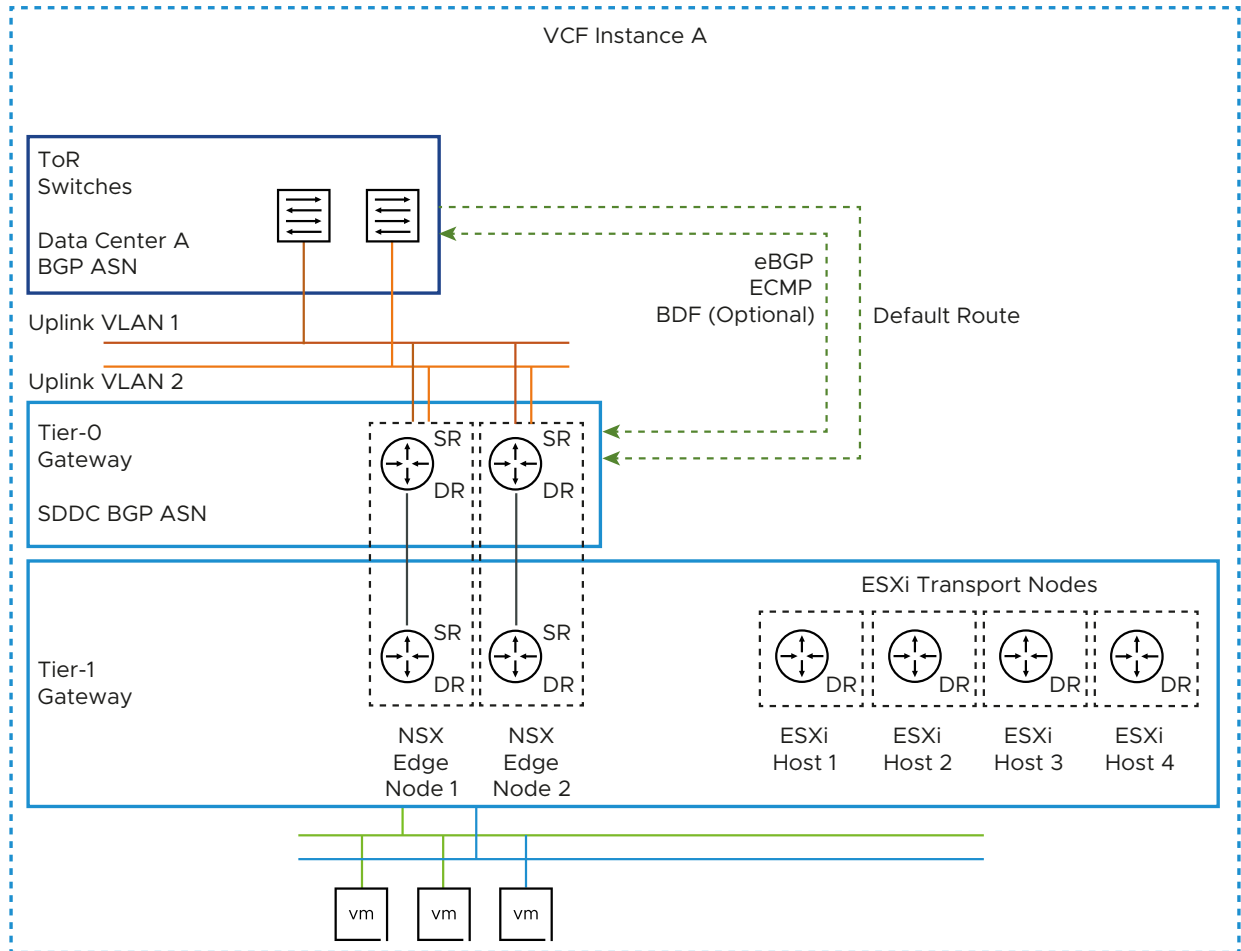 VCF Instance A
ToR
Switches
Data Center A
BGP ASN
eBGP
ECMP
BDF (Optional)
Default Route
Uplink VLAN 1
Uplink VLAN 2
Tier-0
Gateway
SDDC BGP ASN
SR
DR
SR
DR
ESXi Transport Nodes
Tier-1
Gateway
SR
DR
SR
DR
DR
DR
DR
DR
NSX
Edge
Node 1
NSX
Edge
Node 2
ESXi
Host 1
ESXi
Host 2
ESXi
Host 3
ESXi
Host 4
vm
vm
vm